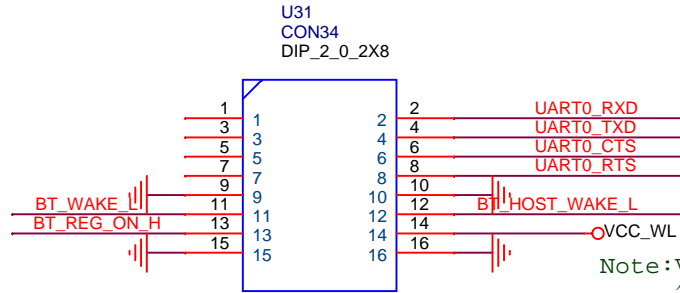 U31
CON34
DIP_2_0_2X8
1 1 2 2 UART0_RXD
3 3 4 4 UART0_TXD
5 5 6 6 UART0_CTS
7 7 8 8 UART0_RTS
9 9 10 10
BT_WAKE_L 11 11 12 12 BT_HOST_WAKE_L
BT_REG_ON_H 13 13 14 14 VCC_WL
15 15 16 16
Note: